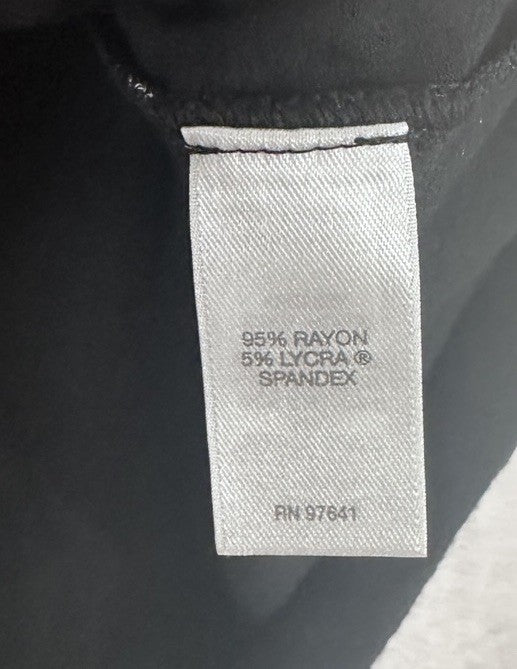 95% RAYON
5% LYCRA ®
SPANDEX
RN 97641